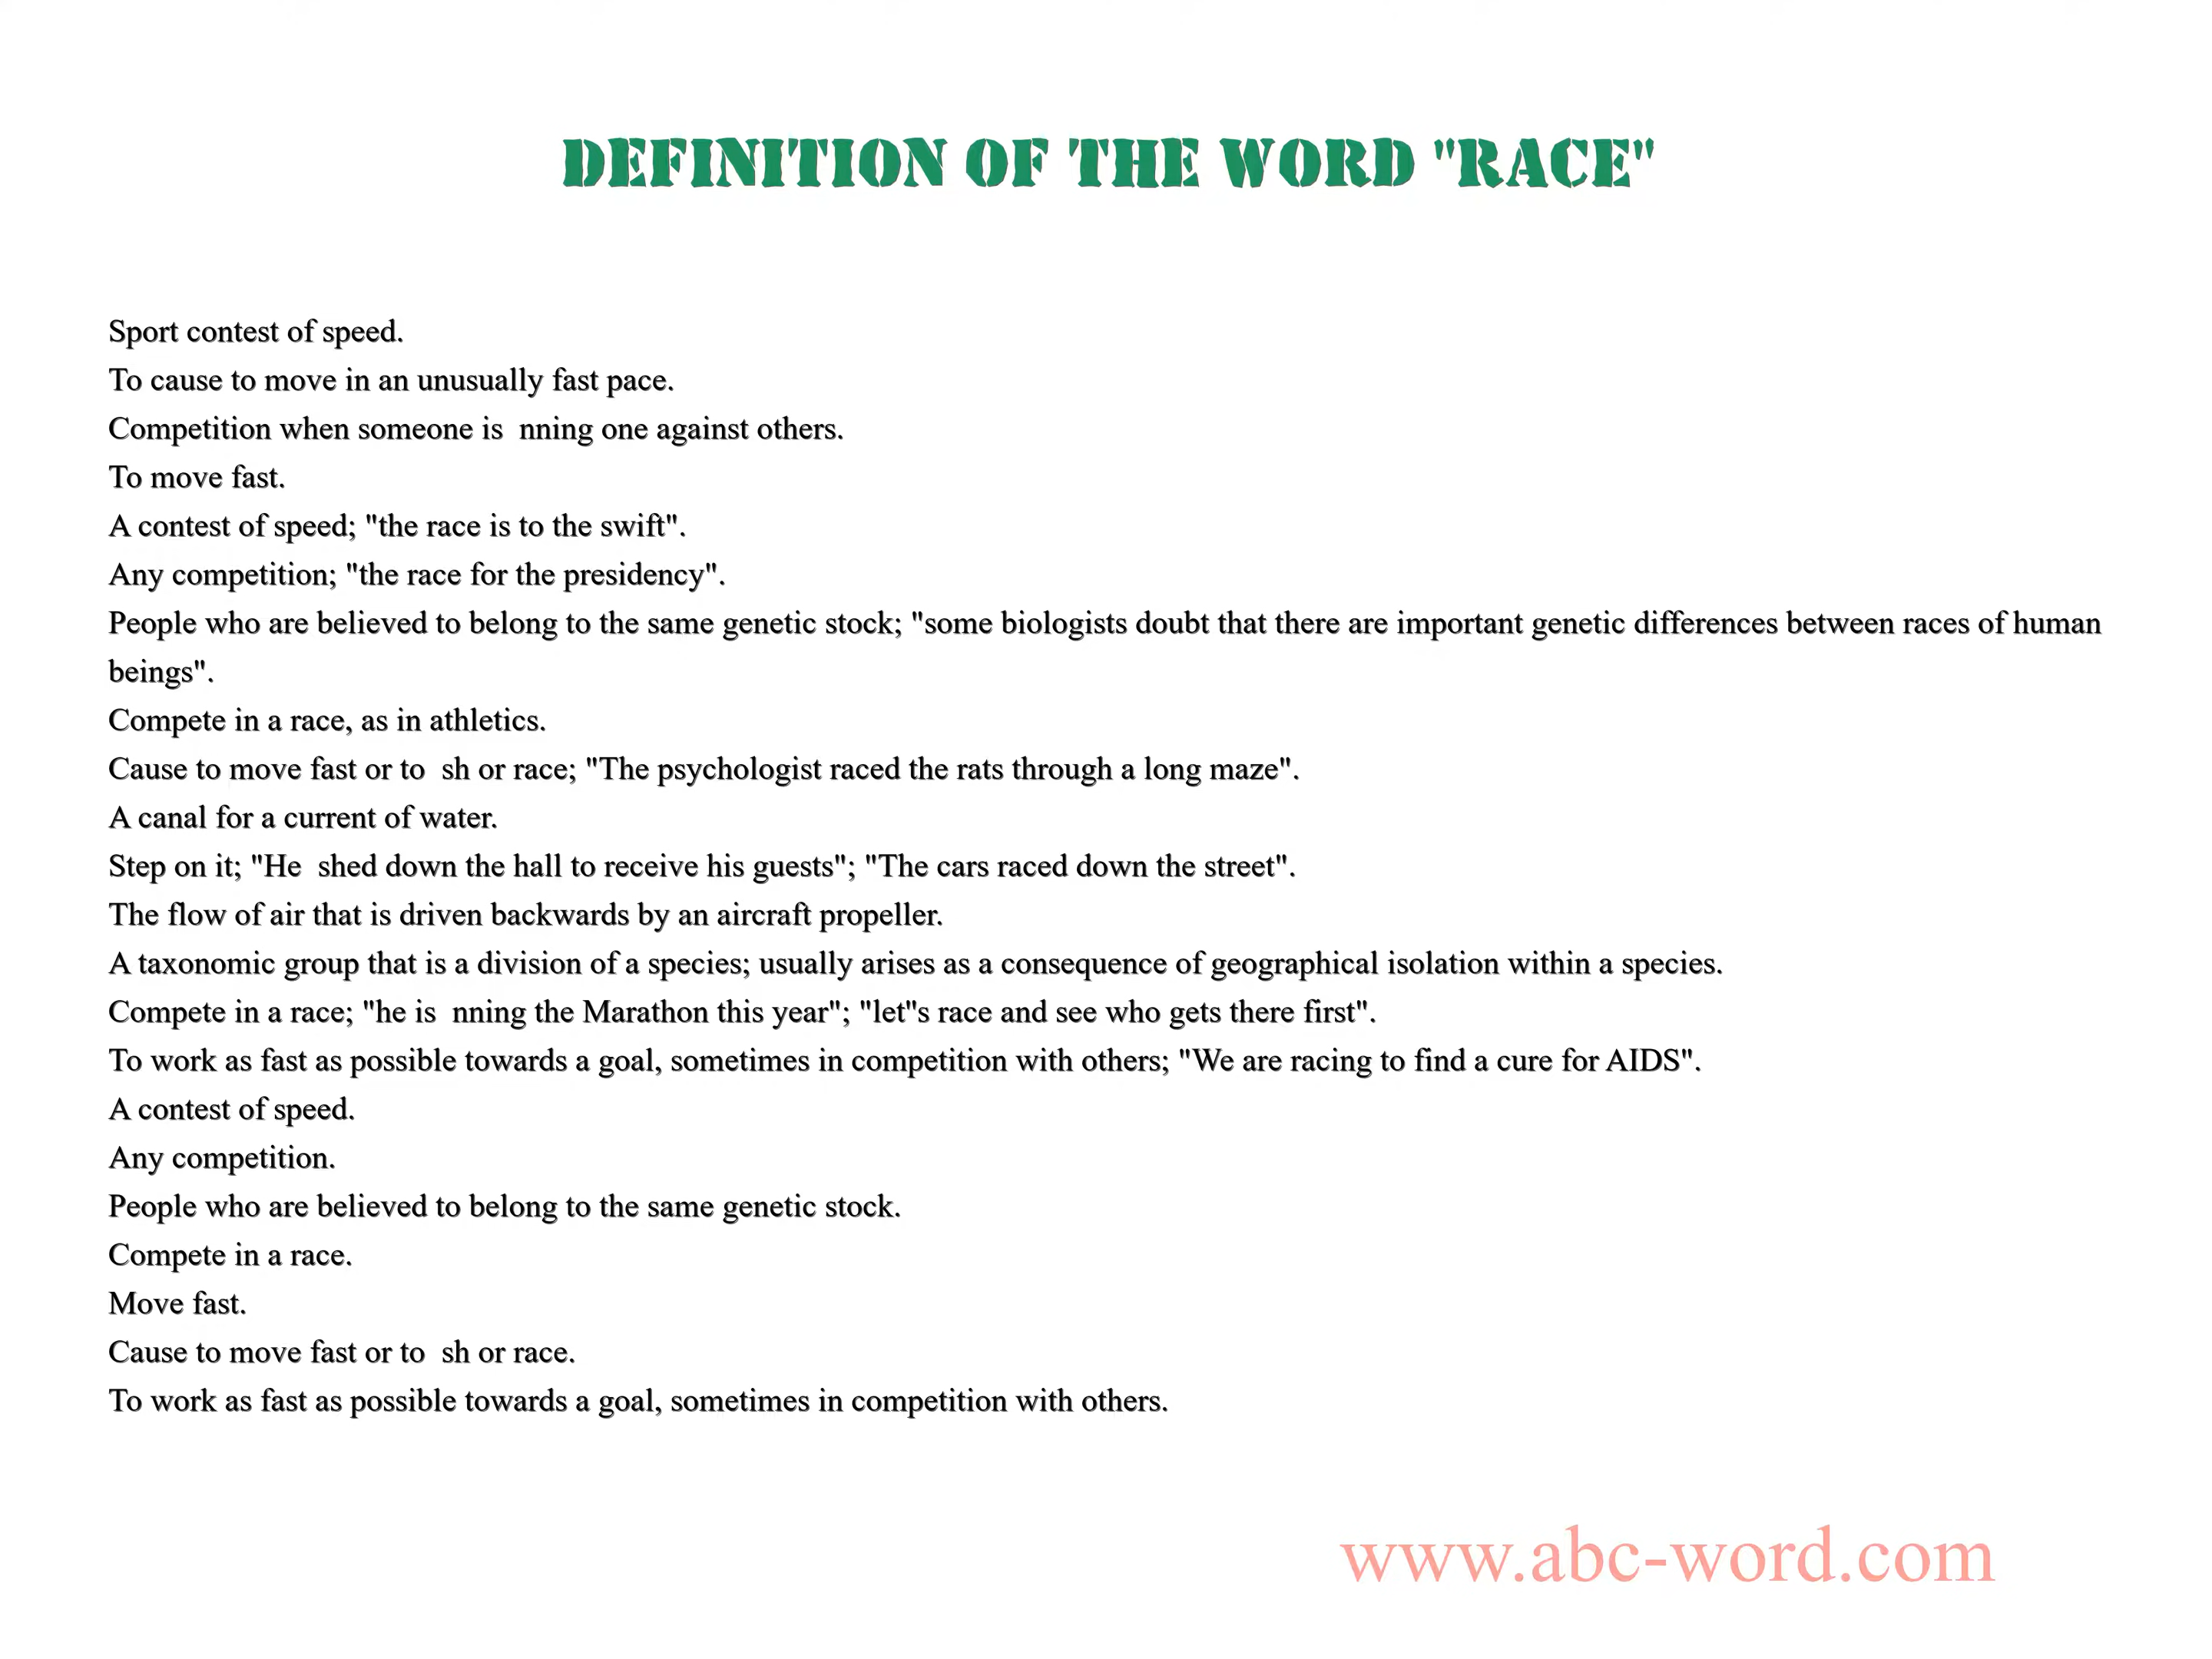 DEFINITION OF THE WORD "RACE"
Sport contest of speed.
To cause to move in an unusually fast pace.
Competition when someone is  nning one against others.
To move fast.
A contest of speed; "the race is to the swift".
Any competition; "the race for the presidency".
People who are believed to belong to the same genetic stock; "some biologists doubt that there are important genetic differences between races of human
beings".
Compete in a race, as in athletics.
Cause to move fast or to  sh or race; "The psychologist raced the rats through a long maze".
A canal for a current of water.
Step on it; "He  shed down the hall to receive his guests"; "The cars raced down the street".
The flow of air that is driven backwards by an aircraft propeller.
A taxonomic group that is a division of a species; usually arises as a consequence of geographical isolation within a species.
Compete in a race; "he is  nning the Marathon this year"; "let"s race and see who gets there first".
To work as fast as possible towards a goal, sometimes in competition with others; "We are racing to find a cure for AIDS".
A contest of speed.
Any competition.
People who are believed to belong to the same genetic stock.
Compete in a race.
Move fast.
Cause to move fast or to  sh or race.
To work as fast as possible towards a goal, sometimes in competition with others.
www.abc-word.com